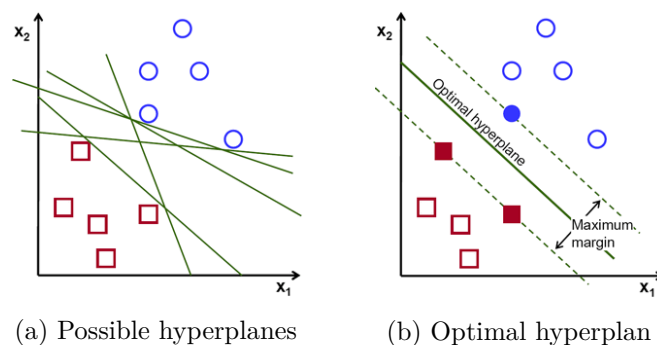 x2
x1
(a) Possible hyperplanes
x2
Optimal hyperplane
Maximum
margin
x1
(b) Optimal hyperplan